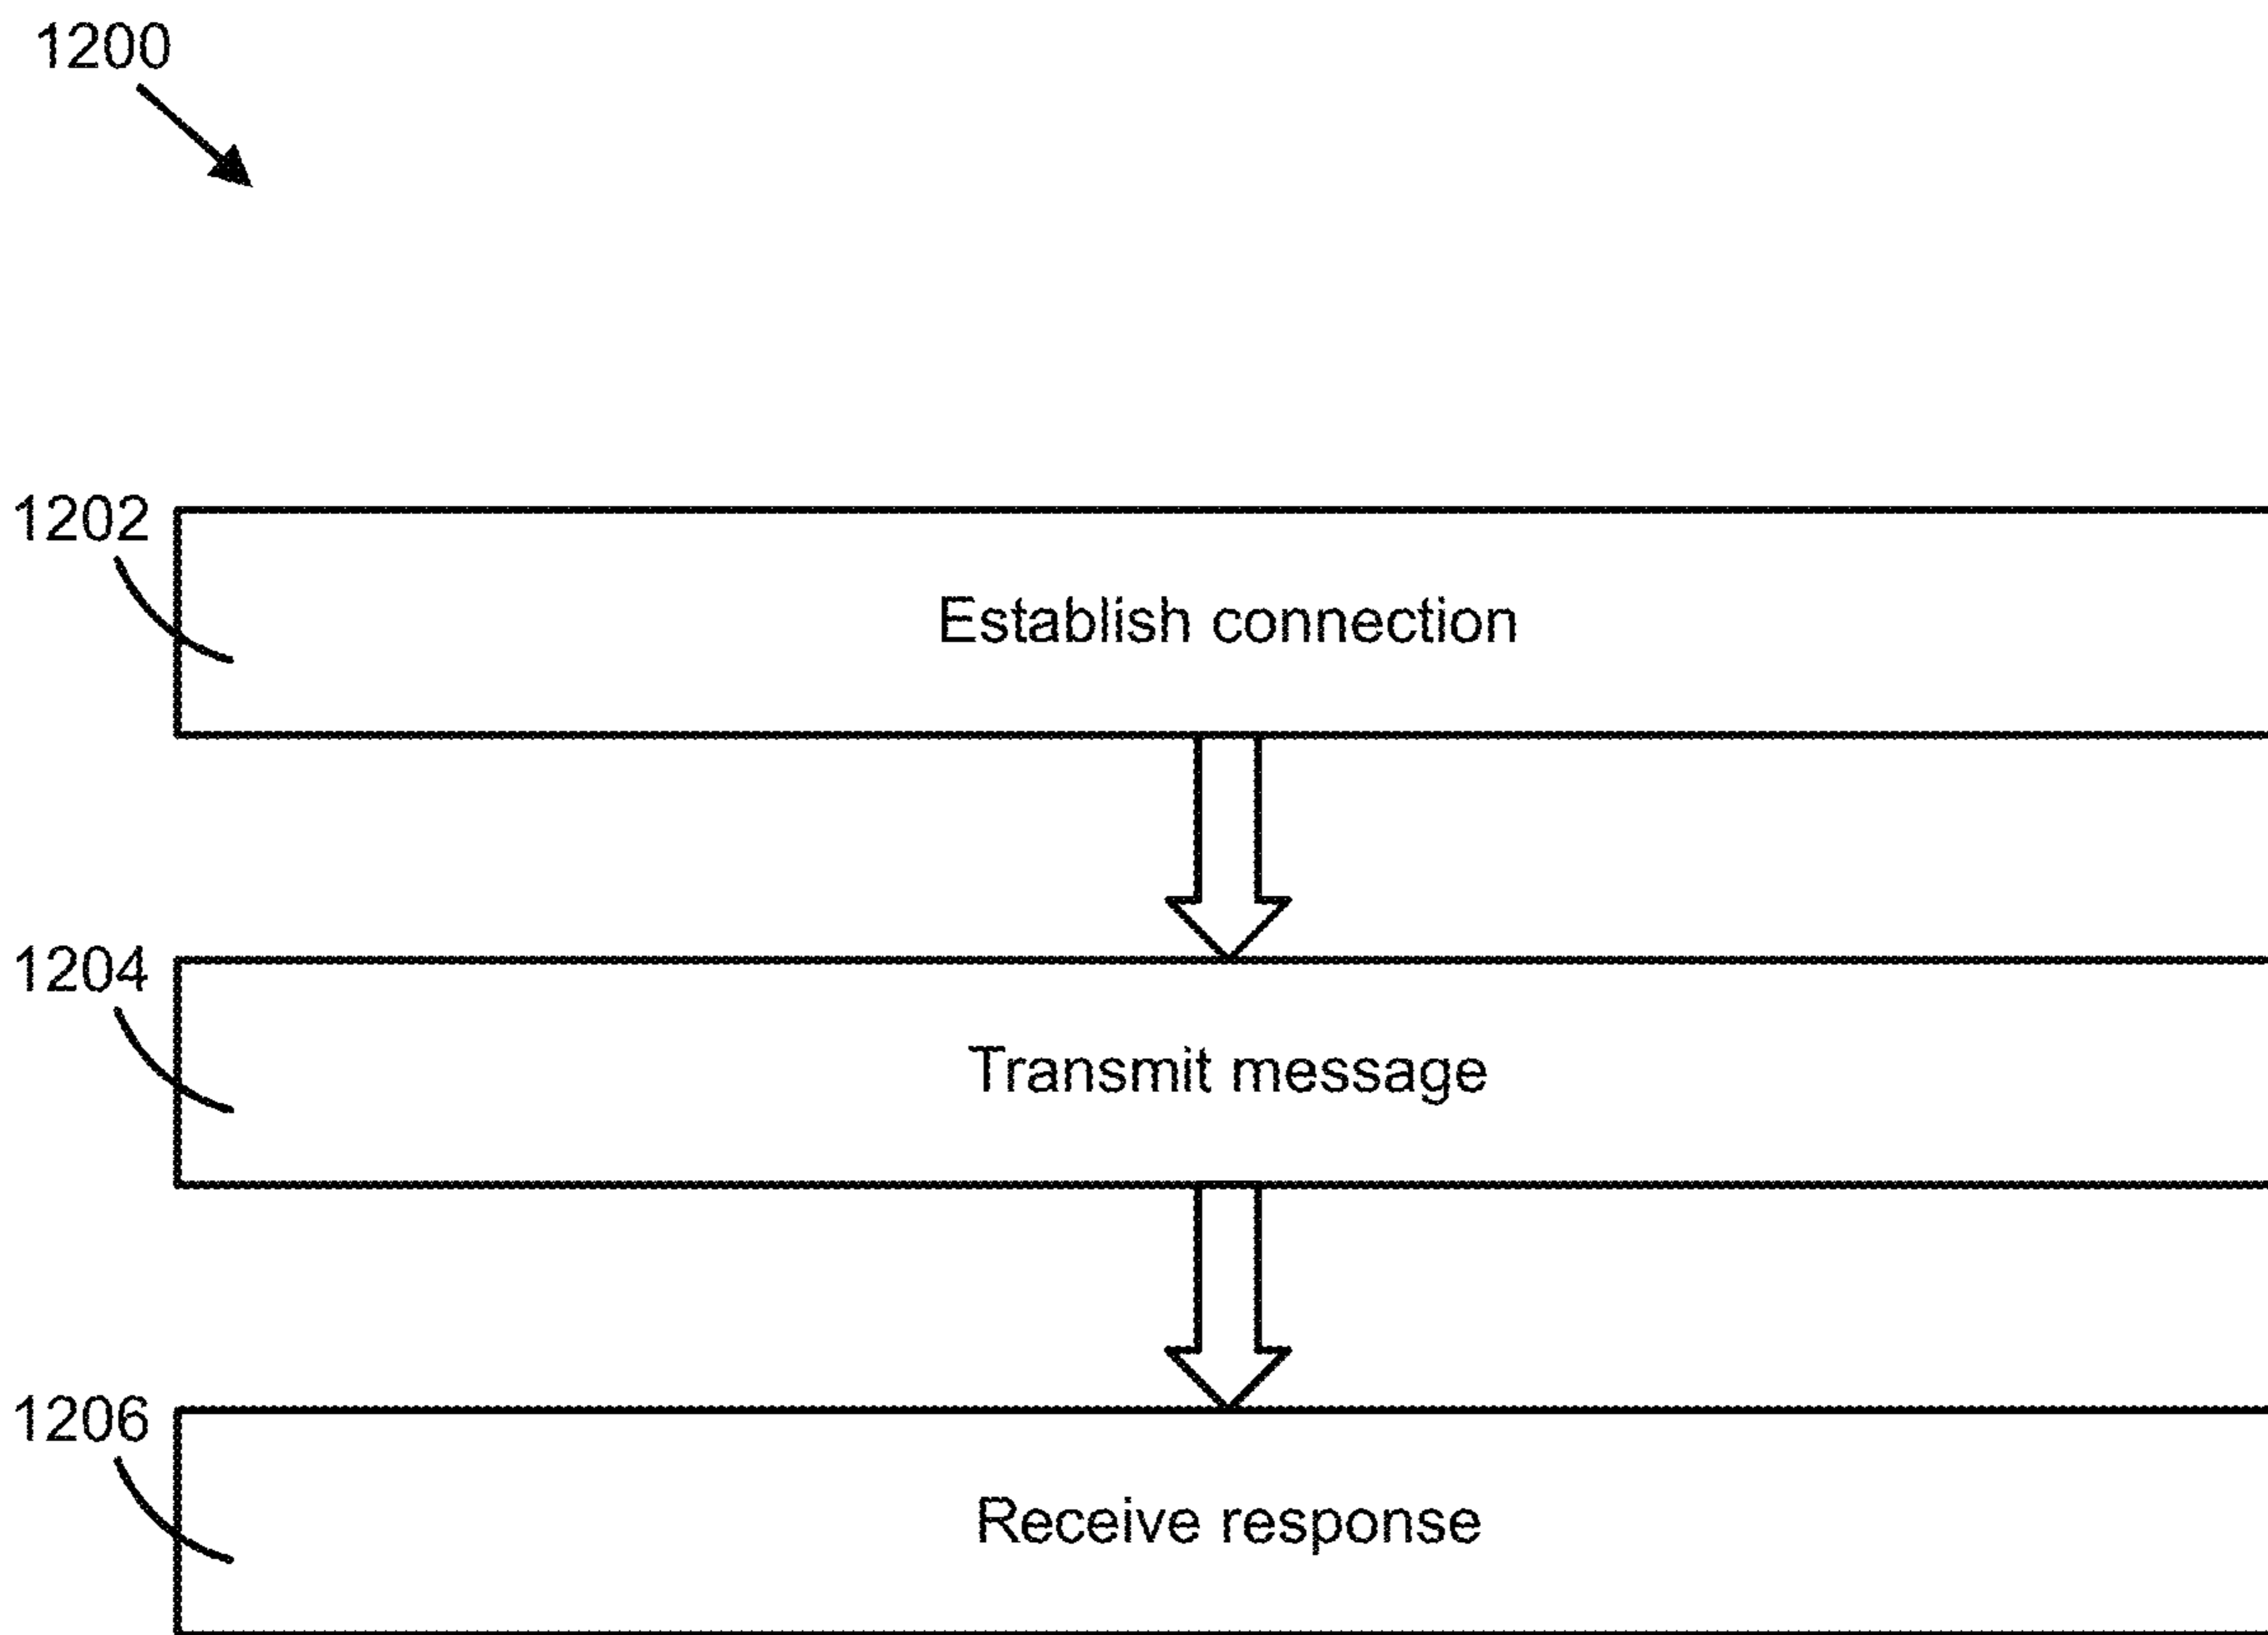 1200
1202
Establish connection
1204
Transmit message
1206
Receive response